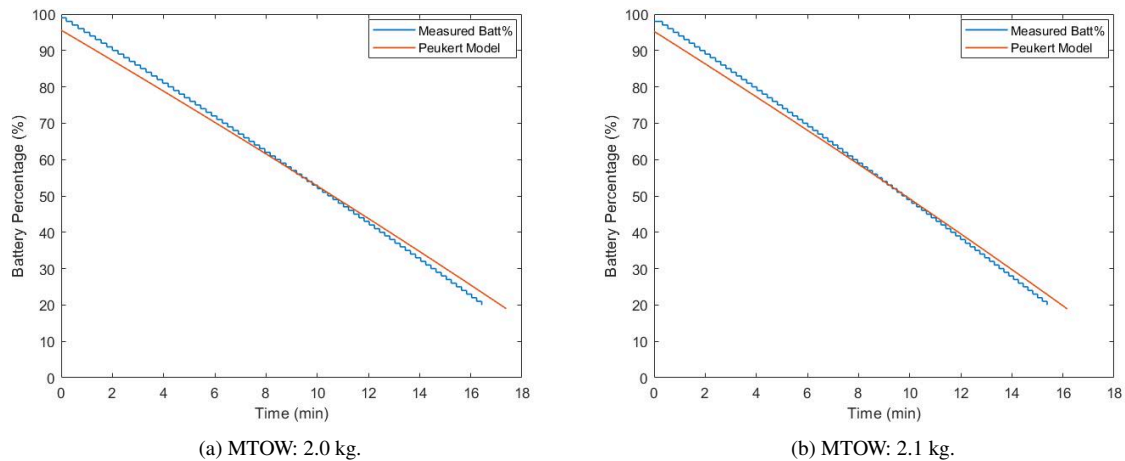 100
90
80
70
60
50
40
30
20
10
0
Battery Percentage (%)
0 2 4 6 8 10 12 14 16 18
Time (min)
Measured Batt%
Peukert Model
(a) MTOW: 2.0 kg.
100
90
80
70
60
50
40
30
20
10
0
Battery Percentage (%)
0 2 4 6 8 10 12 14 16 18
Time (min)
Measured Batt%
Peukert Model
(b) MTOW: 2.1 kg.